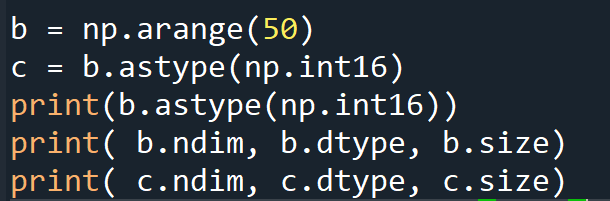 b = np.arange(50)
c = b.astype(np.int16)
print(b.astype(np.int16))
print( b.ndim, b.dtype, b.size)
print( c.ndim, c.dtype, c.size)